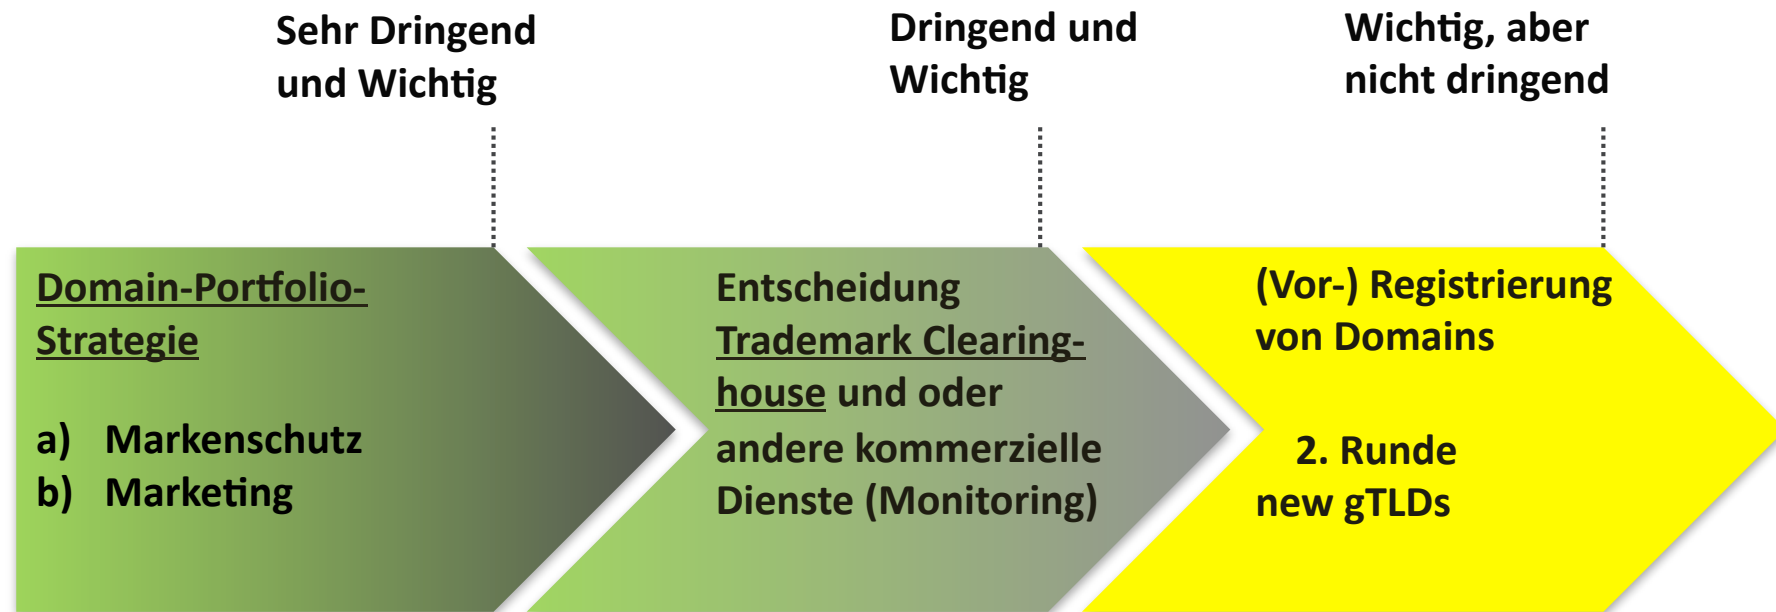 Sehr Dringend
und Wichtig
Dringend und
Wichtig
Wichtig, aber
nicht dringend
Domain-Portfolio-
Strategie
a) Markenschutz
b) Marketing
Entscheidung
Trademark Clearing-
house und oder
andere kommerzielle
Dienste (Monitoring)
(Vor-) Registrierung
von Domains
2. Runde
new gTLDs